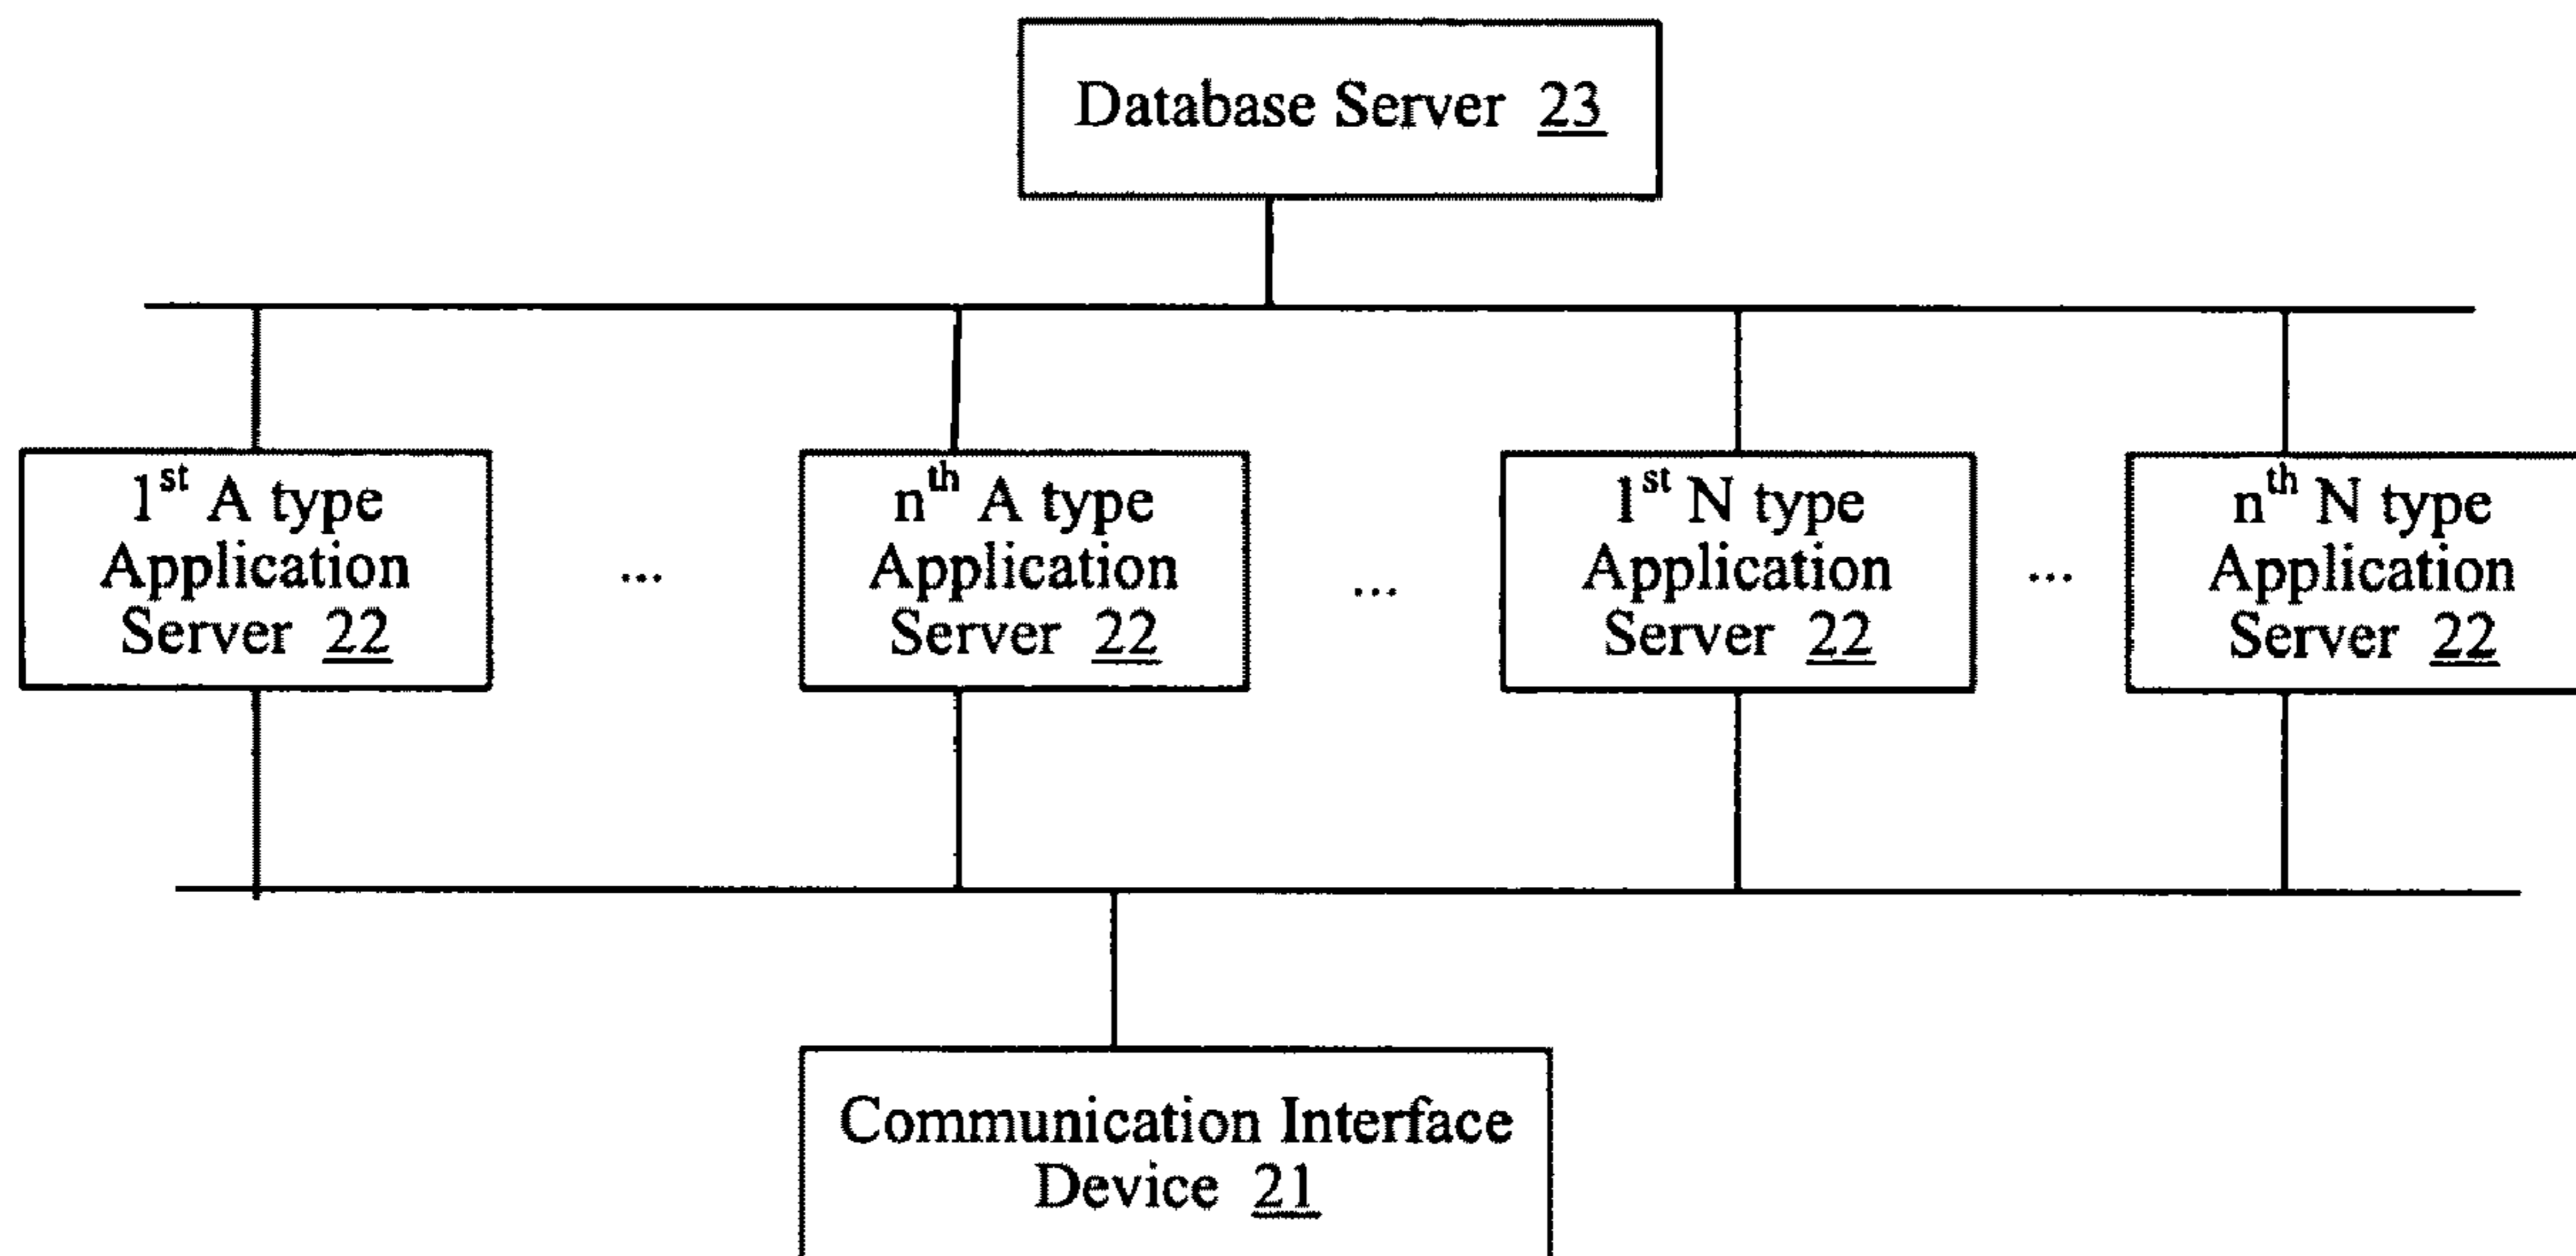 Database Server 23
1st A type
Application
Server 22
...
nth A type
Application
Server 22
...
1st N type
Application
Server 22
...
nth N type
Application
Server 22
Communication Interface
Device 21